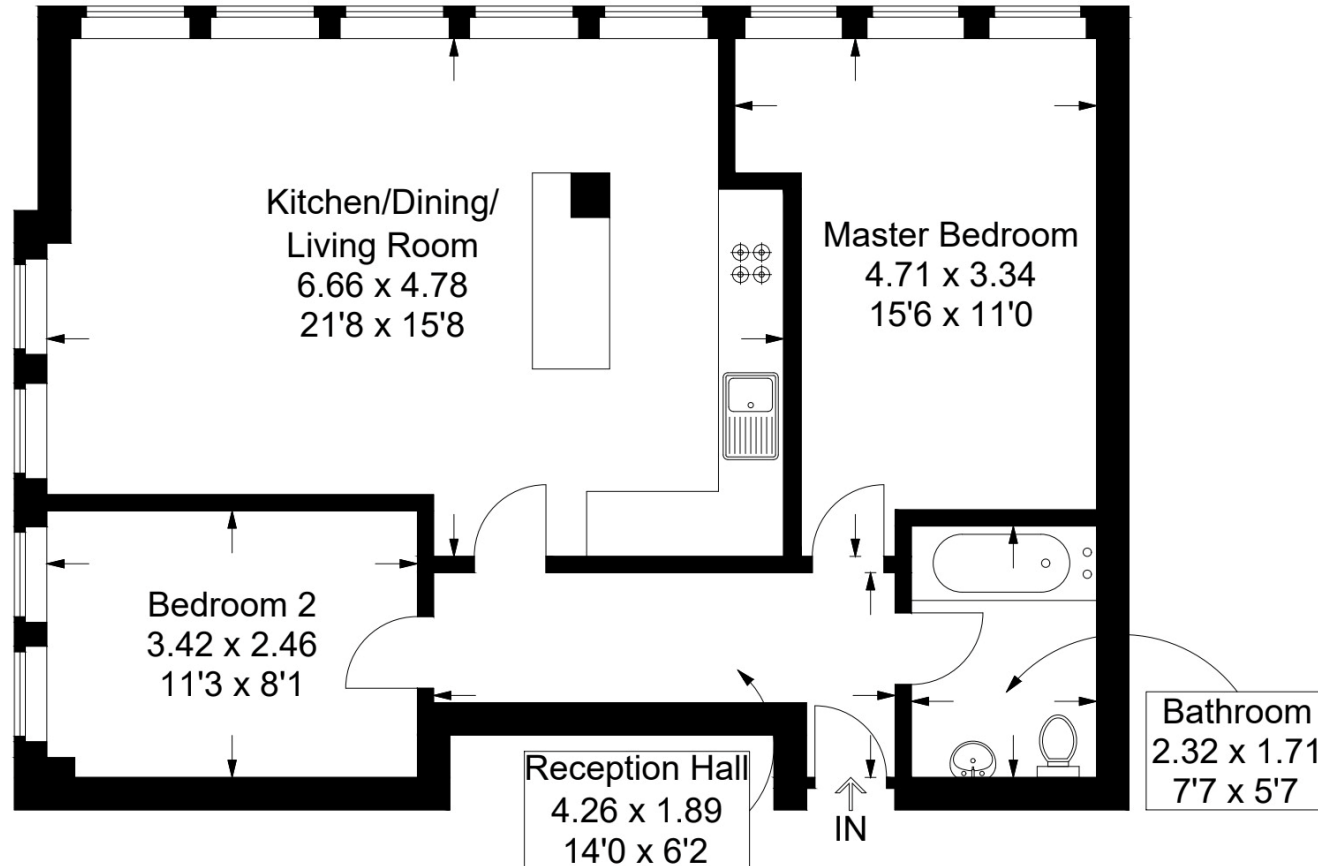 Kitchen/Dining/
Living Room
6.66 x 4.78
21'8 x 15'8
Master Bedroom
4.71 x 3.34
15'6 x 11'0
Bedroom 2
3.42 x 2.46
11'3 x 8'1
Reception Hall
4.26 x 1.89
14'0 x 6'2
IN
Bathroom
2.32 x 1.71
7'7 x 5'7